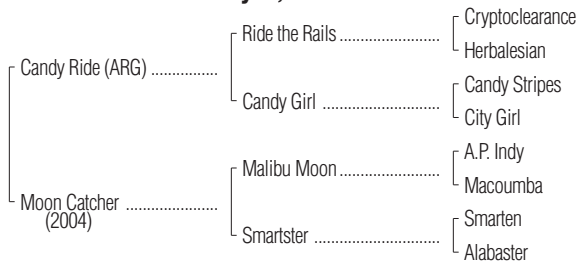 Cryptoclearance
Ride the Rails ....................
Herbalesian
Candy Ride (ARG) .............
Candy Stripes
Candy Girl ........................
City Girl
A.P. Indy
Malibu Moon ...................
Macoumba
Moon Catcher ..................
(2004)
Smarten
Smartster .........................
Alabaster